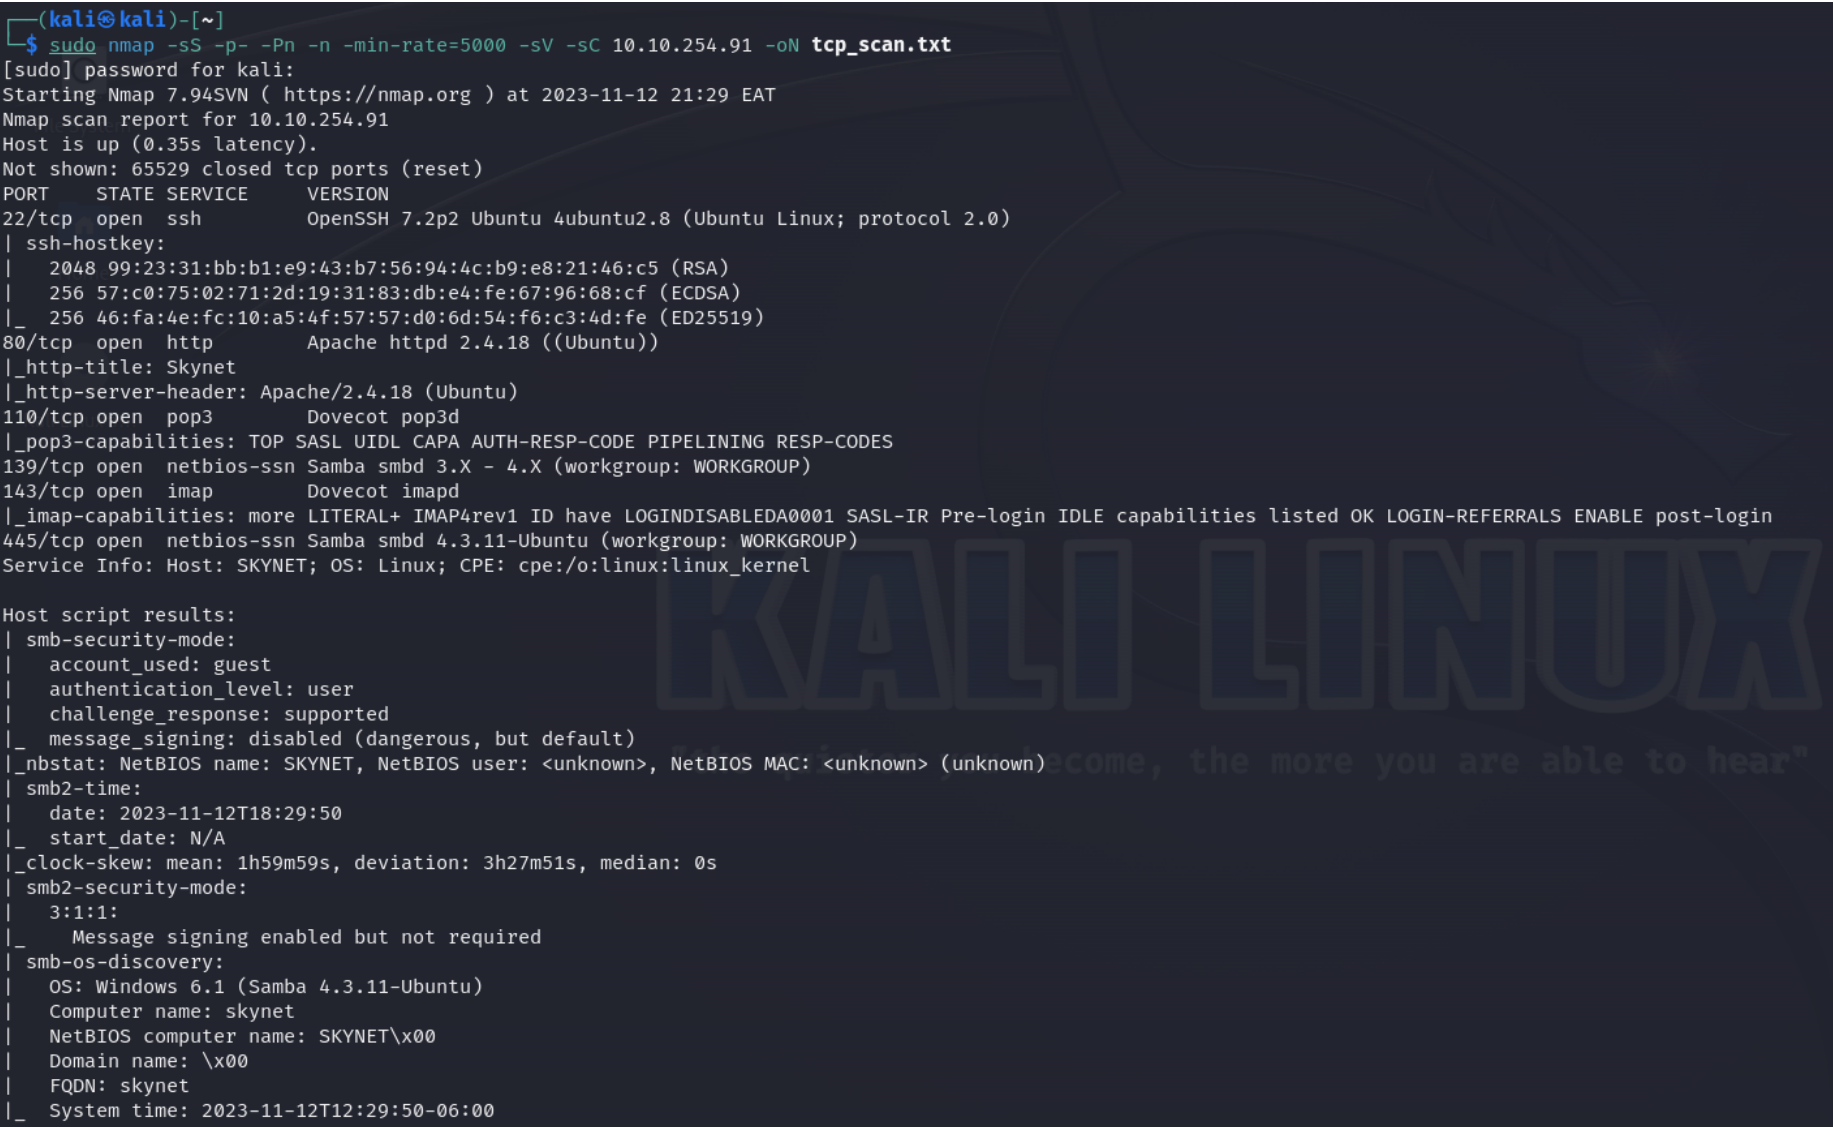 ┌──(kali㉿kali)-[~]
└─$ sudo nmap -sS -p- -Pn -n -min-rate=5000 -sV -sC 10.10.254.91 -oN tcp_scan.txt
[sudo] password for kali:
Starting Nmap 7.94SVN ( https://nmap.org ) at 2023-11-12 21:29 EAT
Nmap scan report for 10.10.254.91
Host is up (0.35s latency).
Not shown: 65529 closed tcp ports (reset)
PORT    STATE SERVICE     VERSION
22/tcp  open  ssh         OpenSSH 7.2p2 Ubuntu 4ubuntu2.8 (Ubuntu Linux; protocol 2.0)
| ssh-hostkey:
|   2048 99:23:31:bb:b1:e9:43:b7:56:94:4c:b9:e8:21:46:c5 (RSA)
|   256 57:c0:75:02:71:2d:19:31:83:db:e4:fe:67:96:68:cf (ECDSA)
|_  256 46:fa:4e:fc:10:a5:4f:57:57:d0:6d:54:f6:c3:4d:fe (ED25519)
80/tcp  open  http        Apache httpd 2.4.18 ((Ubuntu))
|_http-title: Skynet
|_http-server-header: Apache/2.4.18 (Ubuntu)
110/tcp open  pop3        Dovecot pop3d
|_pop3-capabilities: TOP SASL UIDL CAPA AUTH-RESP-CODE PIPELINING RESP-CODES
139/tcp open  netbios-ssn Samba smbd 3.X - 4.X (workgroup: WORKGROUP)
143/tcp open  imap        Dovecot imapd
|_imap-capabilities: more LITERAL+ IMAP4rev1 ID have LOGINDISABLEDA0001 SASL-IR Pre-login IDLE capabilities listed OK LOGIN-REFERRALS ENABLE post-login
445/tcp open  netbios-ssn Samba smbd 4.3.11-Ubuntu (workgroup: WORKGROUP)
Service Info: Host: SKYNET; OS: Linux; CPE: cpe:/o:linux:linux_kernel
Host script results:
| smb-security-mode:
|   account_used: guest
|   authentication_level: user
|   challenge_response: supported
|_  message_signing: disabled (dangerous, but default)
|_nbstat: NetBIOS name: SKYNET, NetBIOS user: <unknown>, NetBIOS MAC: <unknown> (unknown)
| smb2-time:
|   date: 2023-11-12T18:29:50
|_  start_date: N/A
|_clock-skew: mean: 1h59m59s, deviation: 3h27m51s, median: 0s
| smb2-security-mode:
|   3:1:1:
|_    Message signing enabled but not required
| smb-os-discovery:
|   OS: Windows 6.1 (Samba 4.3.11-Ubuntu)
|   Computer name: skynet
|   NetBIOS computer name: SKYNET\x00
|   Domain name: \x00
|   FQDN: skynet
|_  System time: 2023-11-12T12:29:50-06:00
KALI LINUX
"the quieter you become, the more you are able to hear"